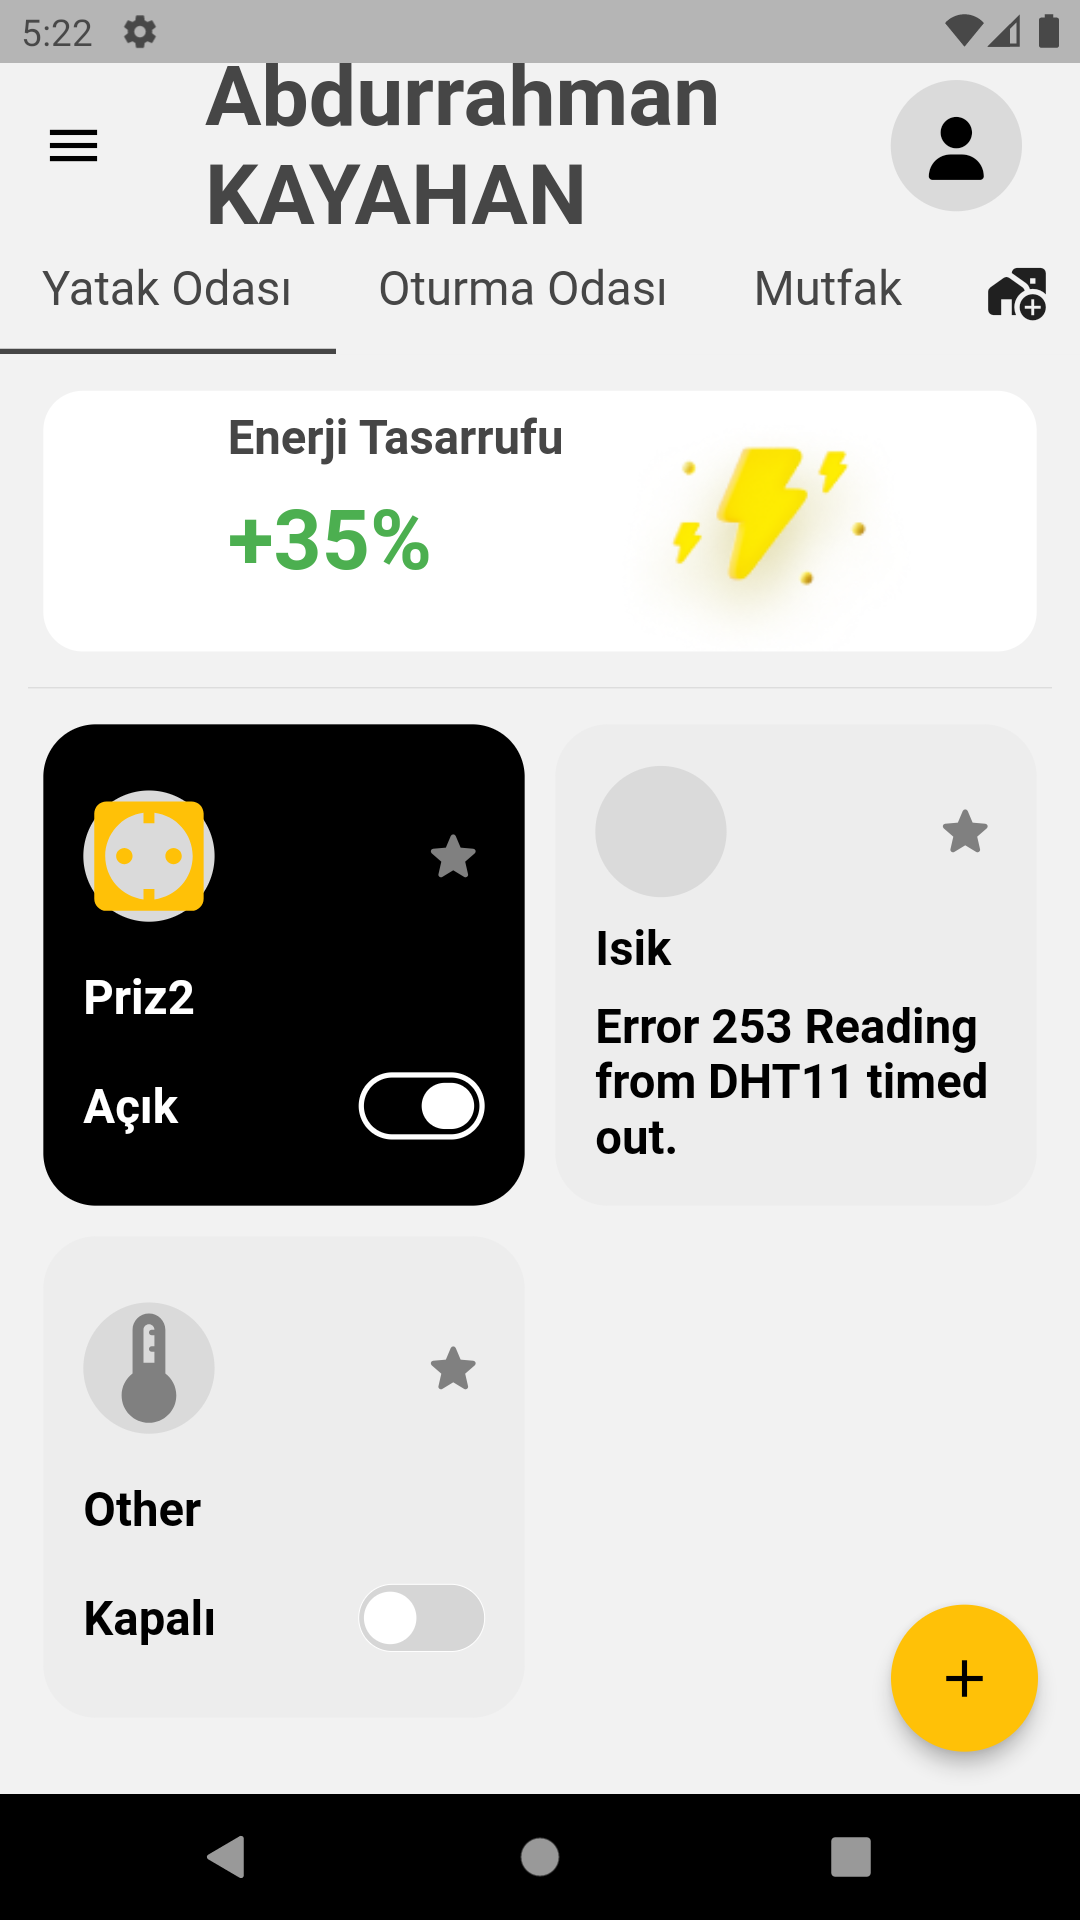 5:22
Abdurrahman
KAYAHAN
Yatak Odası Oturma Odası Mutfak
Enerji Tasarrufu
+35%
Priz2
Açık
Isik
Error 253 Reading
from DHT11 timed
out.
Other
Kapalı